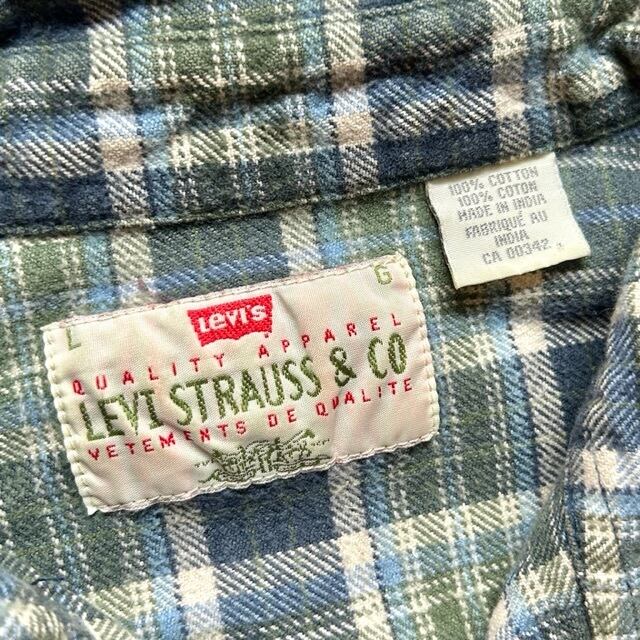 100% COTTON
100% COTON
MADE IN INDIA
FABRIQUÉ AU
INDIA
CA 00342
L
G
Levi's
QUALITY APPAREL
LEVI STRAUSS & CO
VETEMENTS DE QUALITE